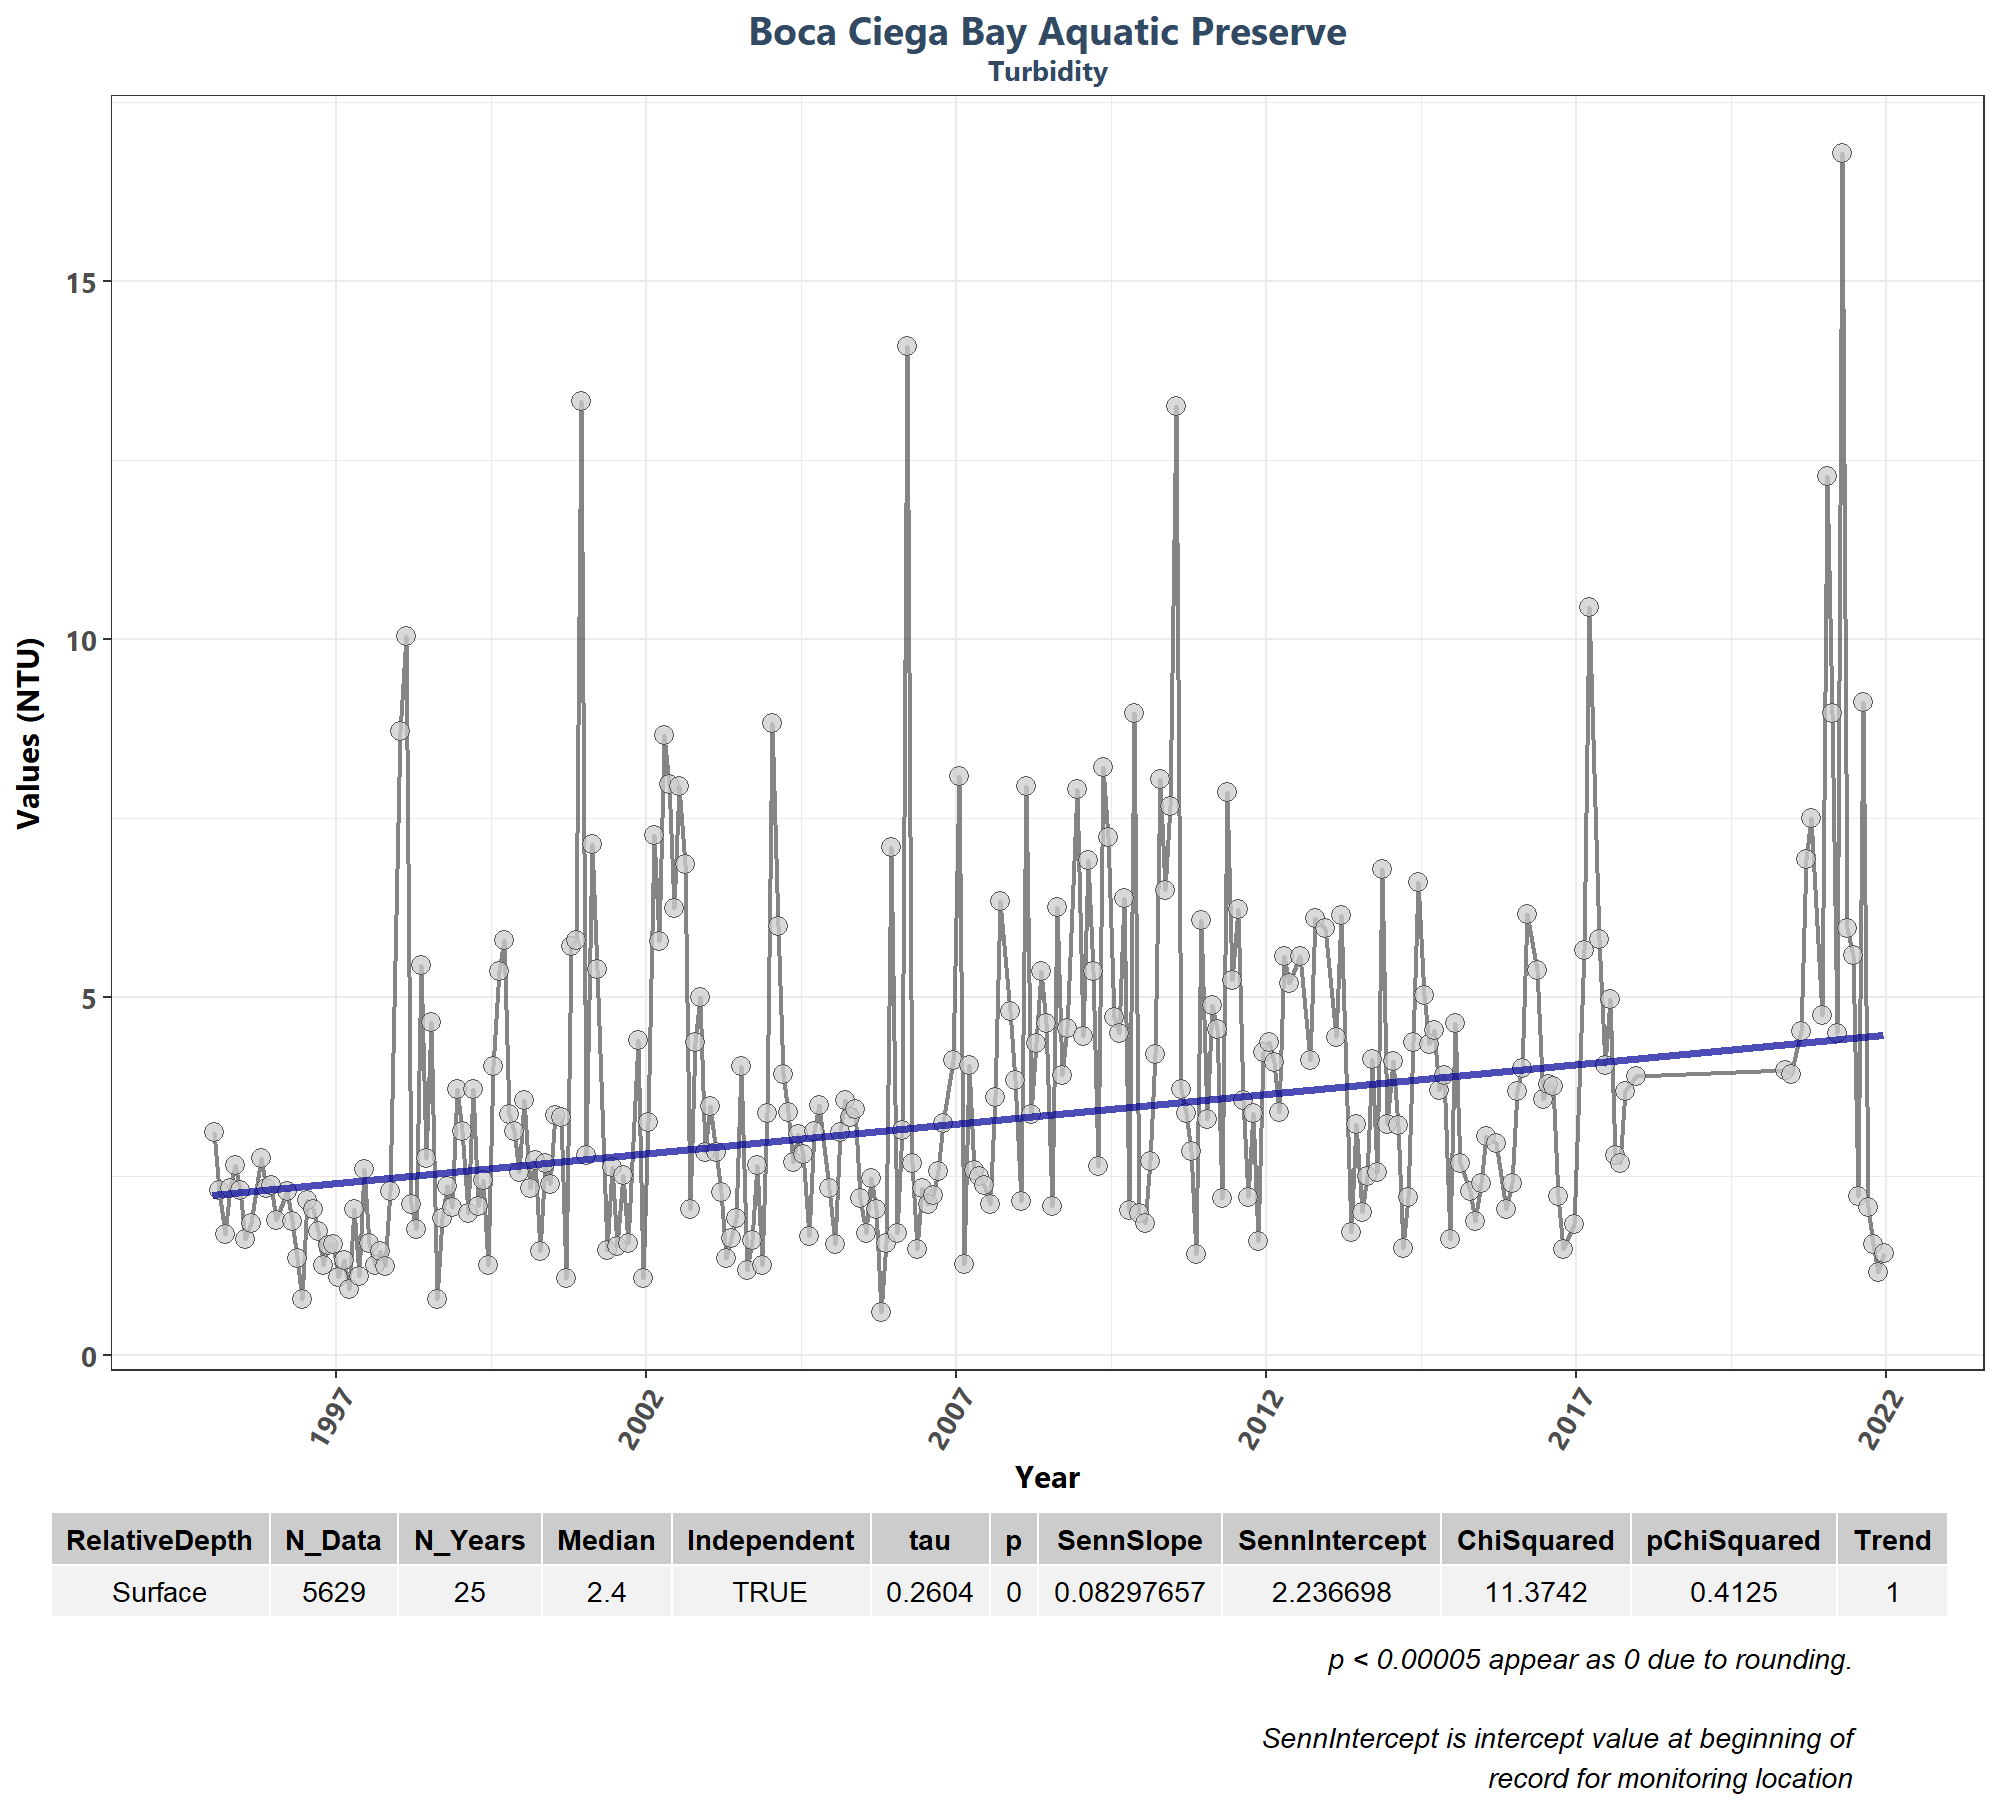 Boca Ciega Bay Aquatic Preserve
Turbidity
Values (NTU)
15
10
5
0
1997 2002 2007 2012 2017 2022
Year
RelativeDepth N_Data N_Years Median Independent tau p SennSlope SennIntercept ChiSquared pChiSquared Trend
Surface 5629 25 2.4 TRUE 0.2604 0 0.08297657 2.236698 11.3742 0.4125 1
p < 0.00005 appear as 0 due to rounding.
SennIntercept is intercept value at beginning of
record for monitoring location